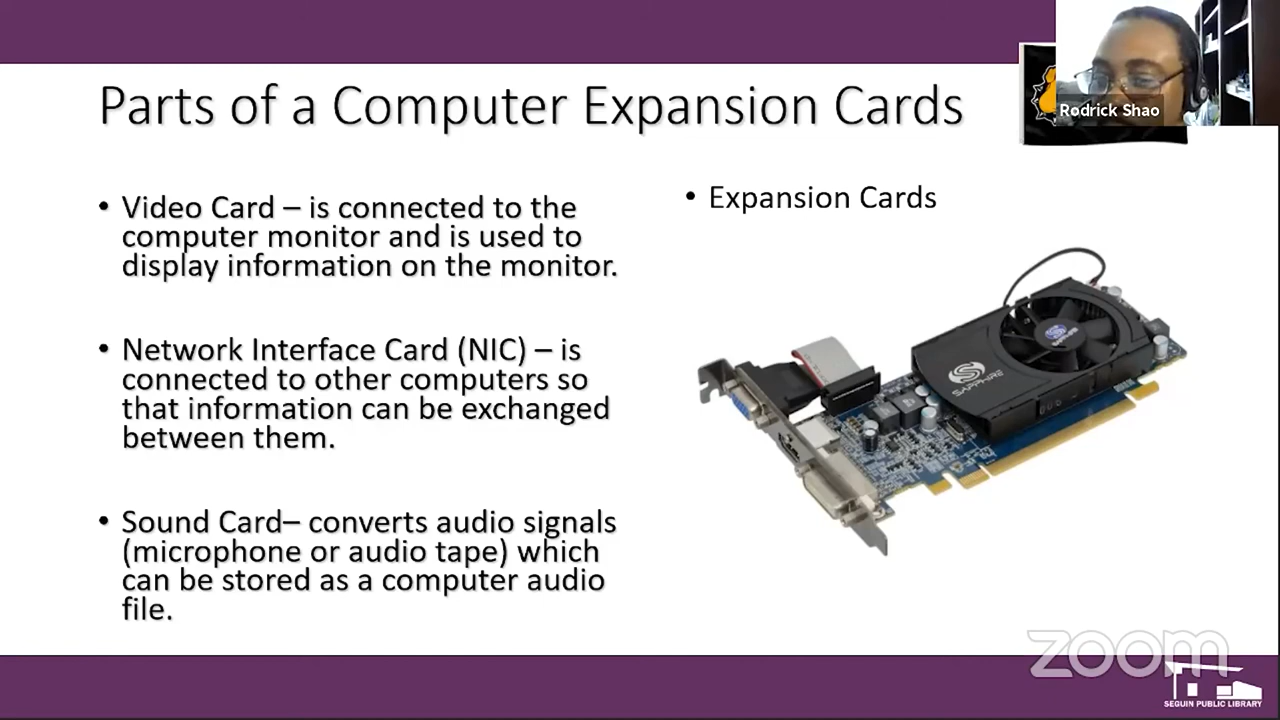 Parts of a Computer Expansion Cards
Rodrick Shao
• Video Card – is connected to the
computer monitor and is used to
display information on the monitor.
• Network Interface Card (NIC) – is
connected to other computers so
that information can be exchanged
between them.
• Sound Card– converts audio signals
(microphone or audio tape) which
can be stored as a computer audio
file.
• Expansion Cards
SAPPHIRE
zoom
SEGUIN PUBLIC LIBRARY